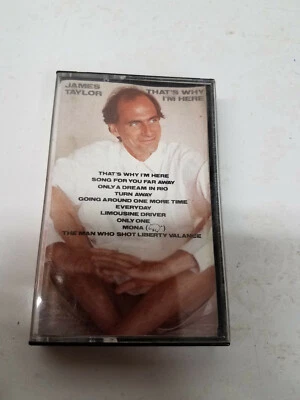 JAMES
TAYLOR
THAT'S WHY
I'M HERE
THAT'S WHY I'M HERE
SONG FOR YOU FAR AWAY
ONLY A DREAM IN RIO
TURN AWAY
GOING AROUND ONE MORE TIME
EVERYDAY
LIMOUSINE DRIVER
ONLY ONE
MONA
THE MAN WHO SHOT LIBERTY VALANCE